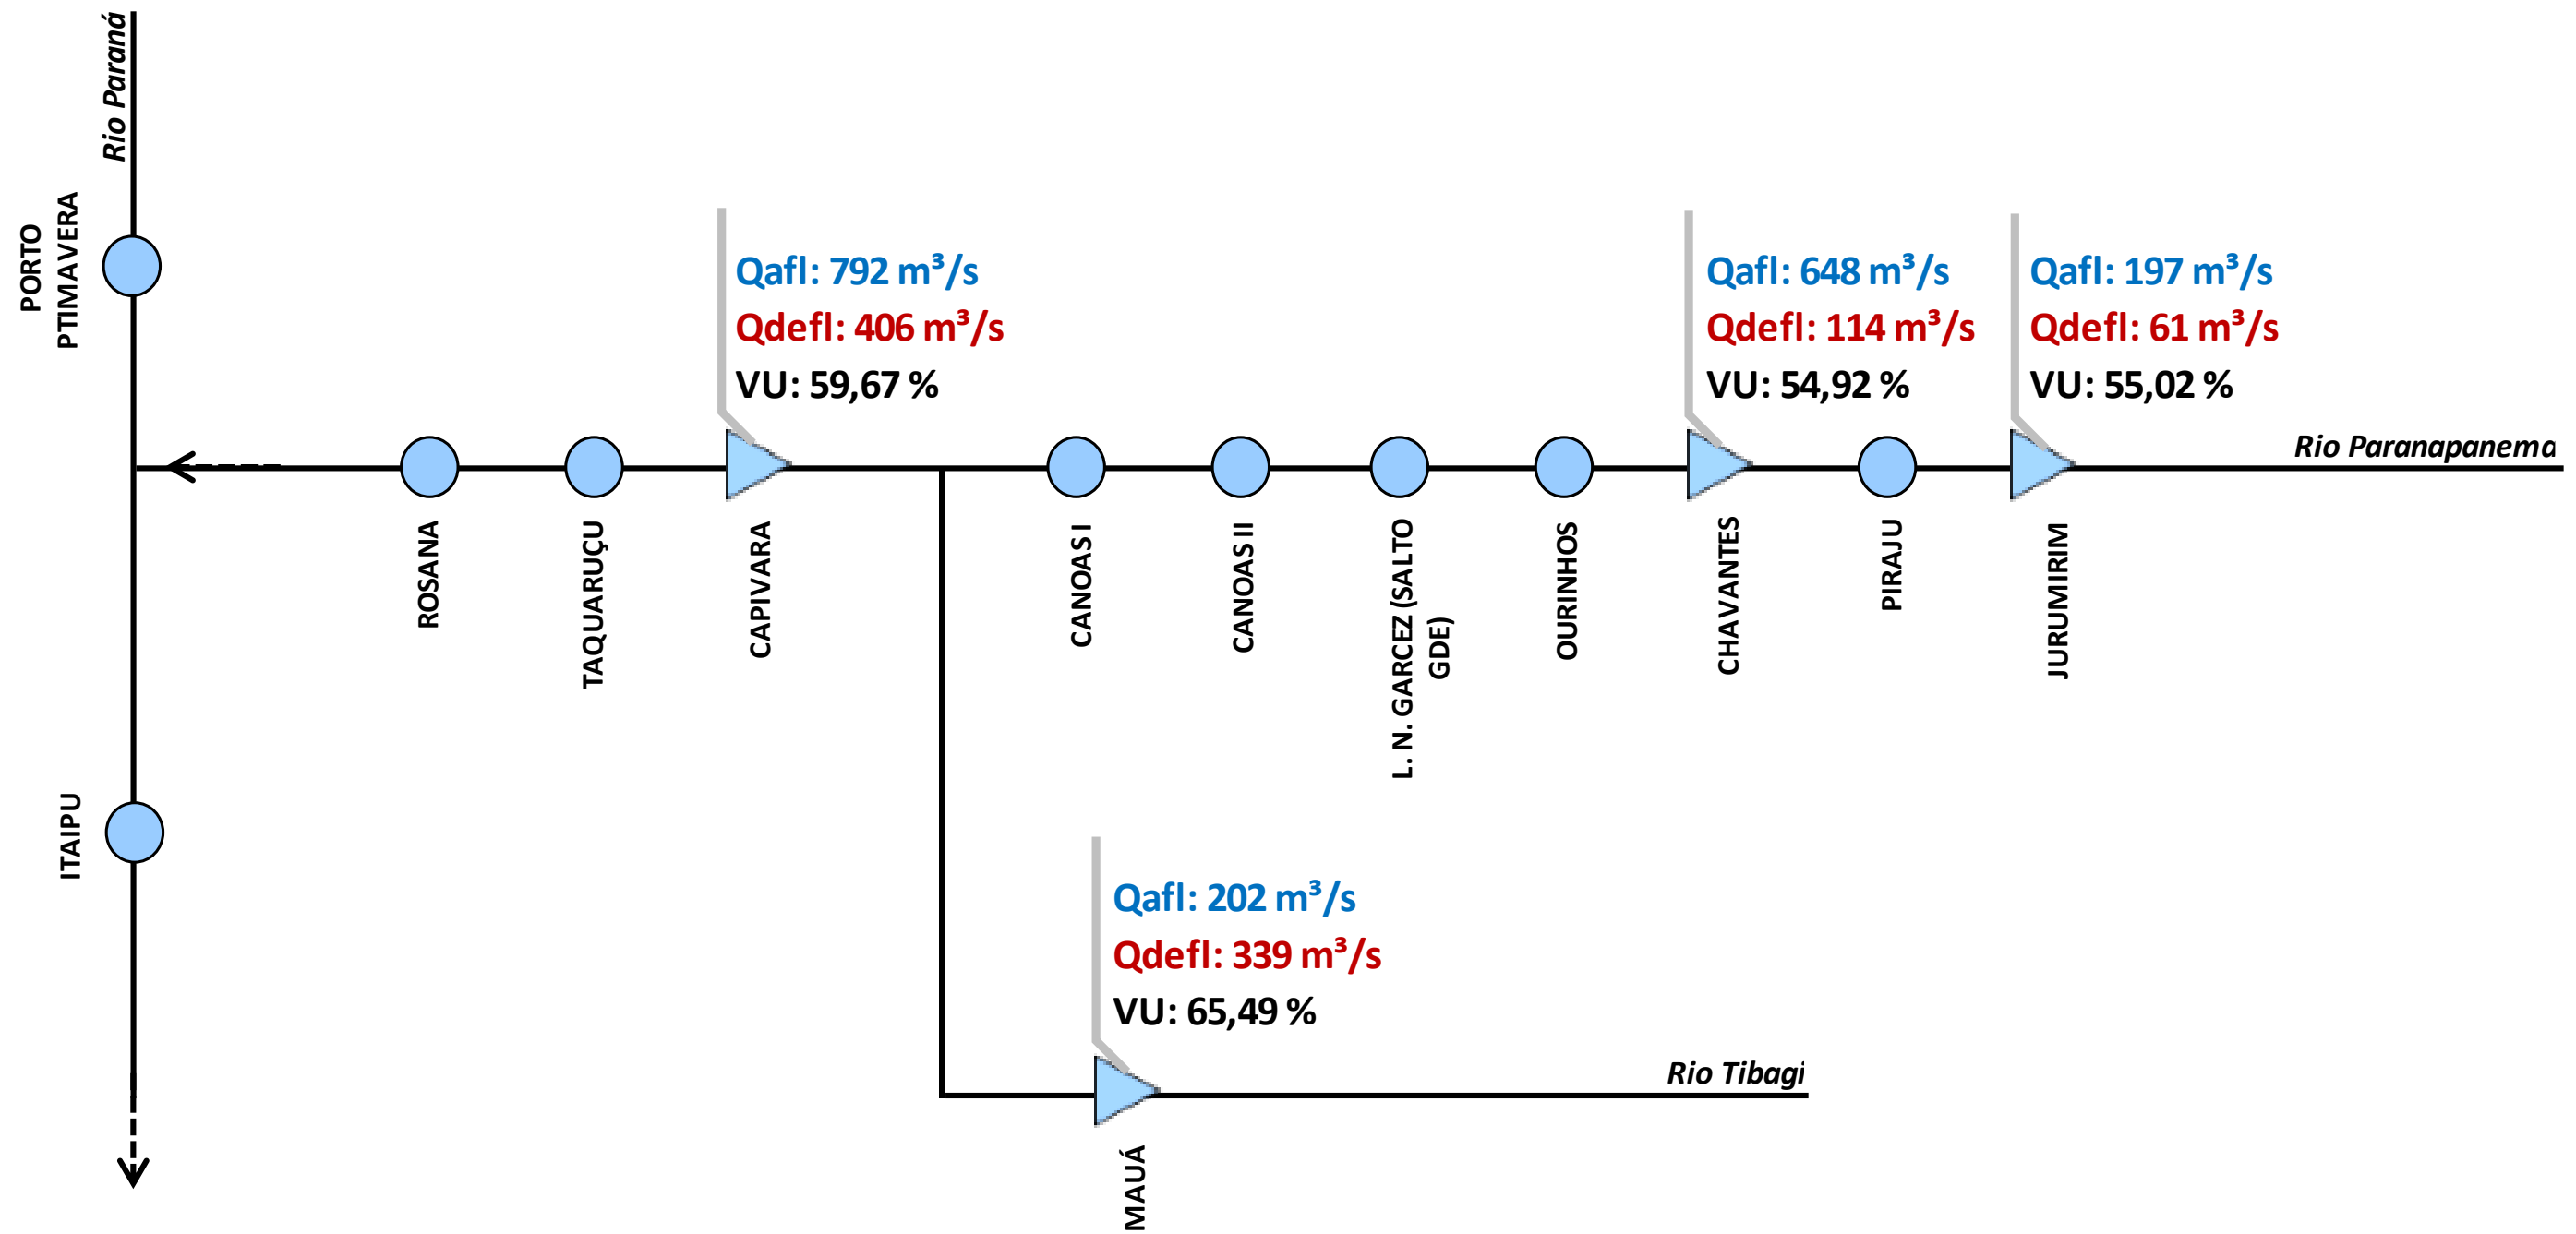 Rio Paraná
PORTO
PTIMAVERA
Qafl: 792 m³/s
Qdefl: 406 m³/s
VU: 59,67 %
Qafl: 648 m³/s
Qdefl: 114 m³/s
VU: 54,92 %
Qafl: 197 m³/s
Qdefl: 61 m³/s
VU: 55,02 %
Rio Paranapanema
ROSANA
TAQUARUÇU
CAPIVARA
CANOAS I
CANOAS II
L. N. GARCEZ (SALTO
GDE)
OURINHOS
CHAVANTES
PIRAJU
JURUMIRIM
ITAIPU
Qafl: 202 m³/s
Qdefl: 339 m³/s
VU: 65,49 %
Rio Tibagi
MAUÁ